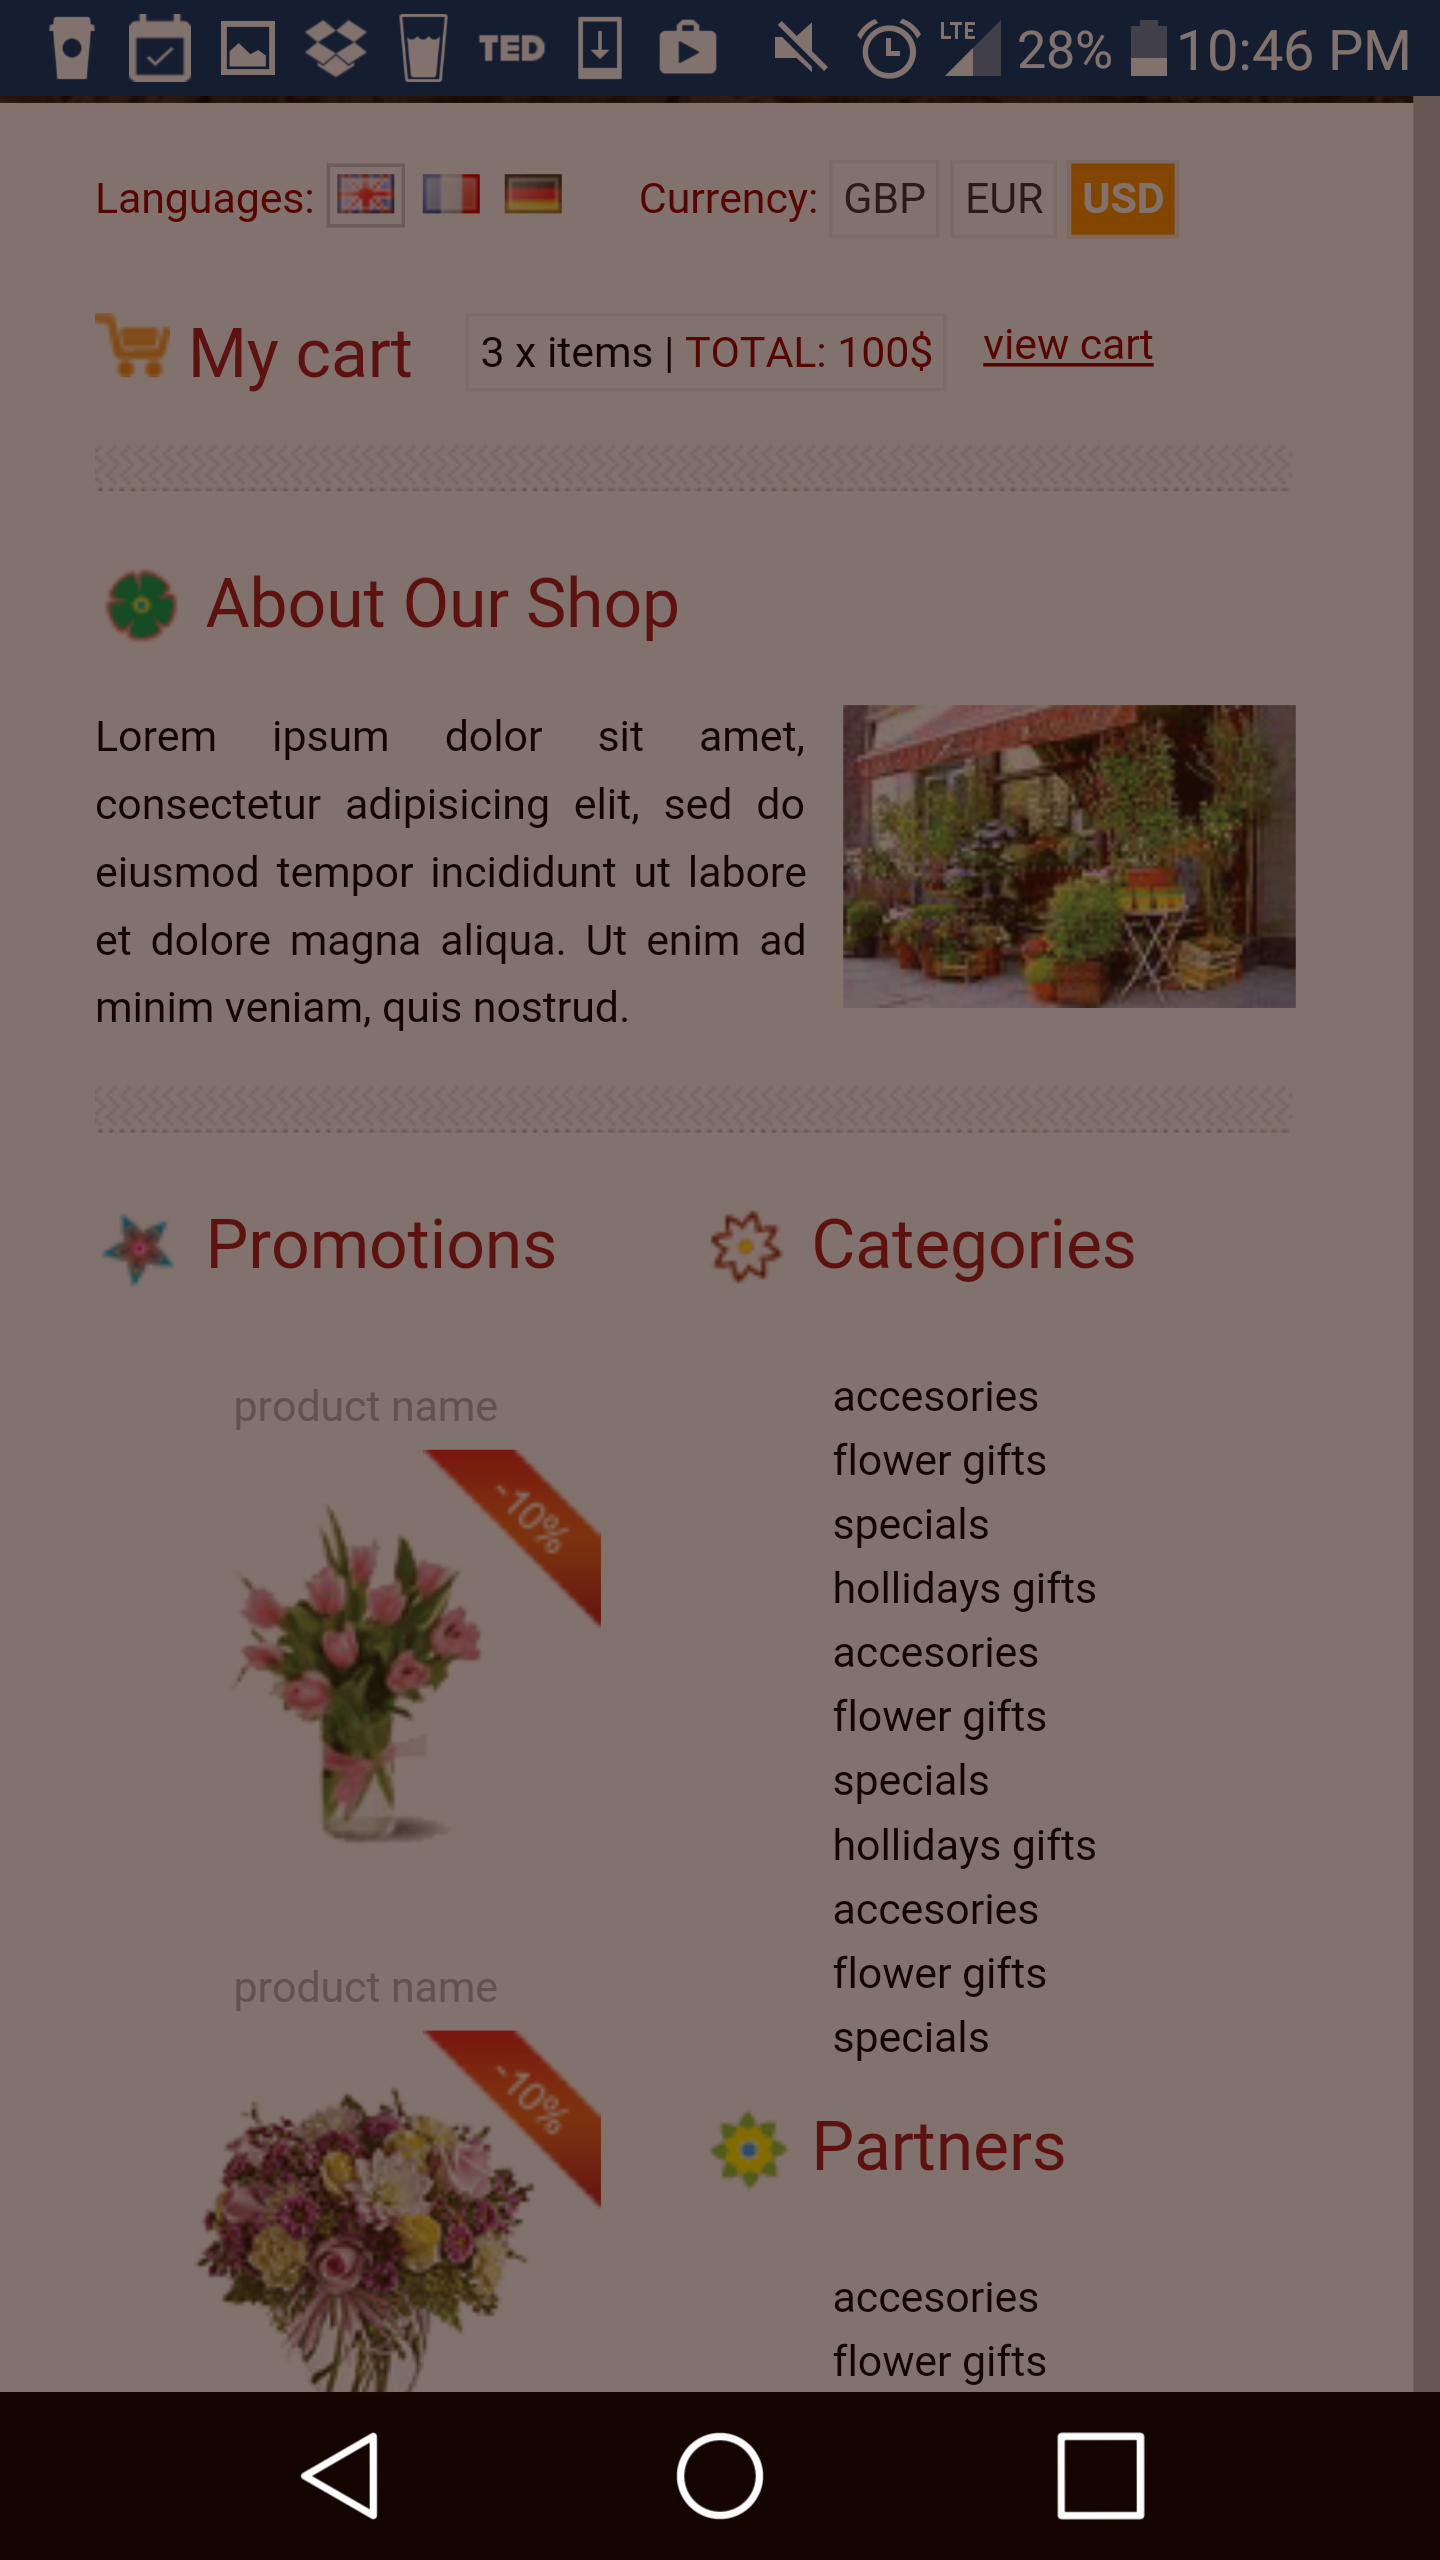 TED LTE 28% 10:46 PM
Languages: Currency: GBP EUR USD
My cart 3 x items | TOTAL: 100$ view cart
About Our Shop
Lorem ipsum dolor sit amet,
consectetur adipisicing elit, sed do
eiusmod tempor incididunt ut labore
et dolore magna aliqua. Ut enim ad
minim veniam, quis nostrud.
Promotions
product name
-10%
product name
-10%
Categories
accesories
flower gifts
specials
hollidays gifts
accesories
flower gifts
specials
hollidays gifts
accesories
flower gifts
specials
Partners
accesories
flower gifts